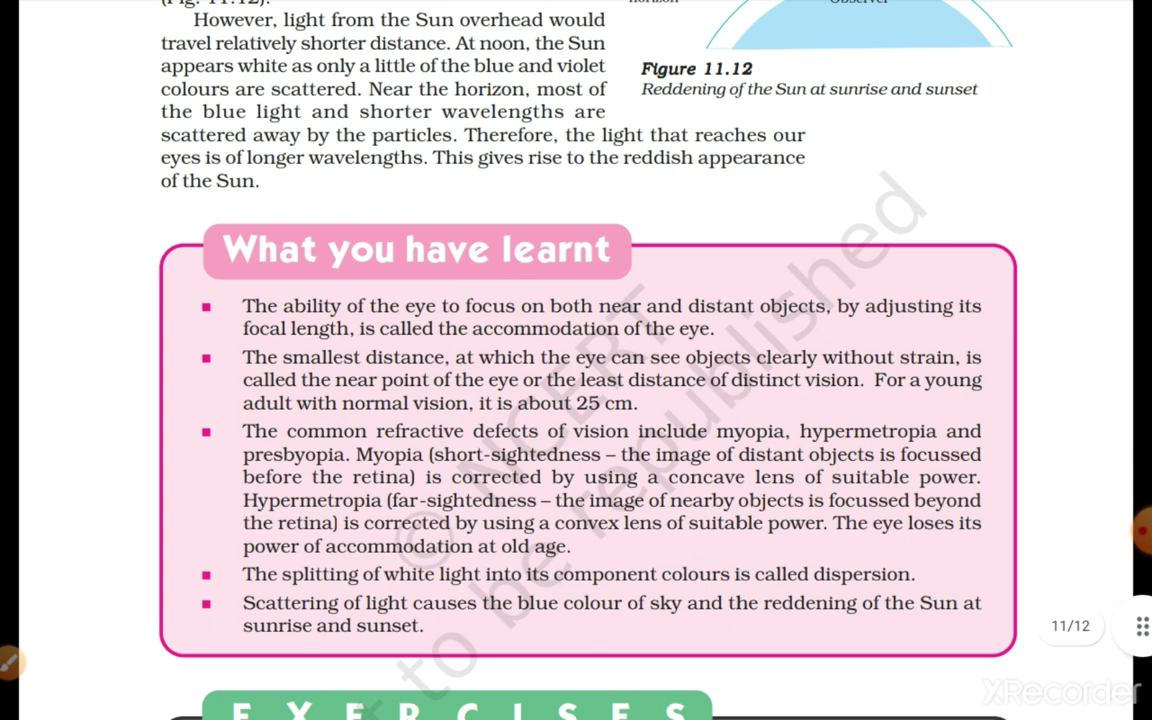 (Fig. 11.12).
However, light from the Sun overhead would
travel relatively shorter distance. At noon, the Sun
appears white as only a little of the blue and violet
colours are scattered. Near the horizon, most of
the blue light and shorter wavelengths are
scattered away by the particles. Therefore, the light that reaches our
eyes is of longer wavelengths. This gives rise to the reddish appearance
of the Sun.
horizon
Observer
Figure 11.12
Reddening of the Sun at sunrise and sunset
What you have learnt
The ability of the eye to focus on both near and distant objects, by adjusting its
focal length, is called the accommodation of the eye.
The smallest distance, at which the eye can see objects clearly without strain, is
called the near point of the eye or the least distance of distinct vision. For a young
adult with normal vision, it is about 25 cm.
The common refractive defects of vision include myopia, hypermetropia and
presbyopia. Myopia (short-sightedness – the image of distant objects is focussed
before the retina) is corrected by using a concave lens of suitable power.
Hypermetropia (far-sightedness – the image of nearby objects is focussed beyond
the retina) is corrected by using a convex lens of suitable power. The eye loses its
power of accommodation at old age.
The splitting of white light into its component colours is called dispersion.
Scattering of light causes the blue colour of sky and the reddening of the Sun at
sunrise and sunset.
© NCERT
to be republished
11/12
XRecorder
EXERCISES